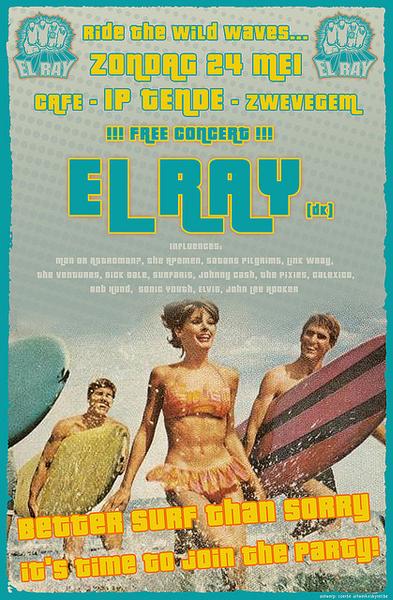 Ride the wild waves...
EL RAY
EL RAY
ZONDAG 24 MEI
CAFE - IP TENDE - ZWEVEGEM
!!! FREE CONCERT !!!
EL RAY (dk)
Influences:
Man or Astroman?, the Apemen, Satans Pilgrims, Link Wray,
the Ventures, Dick Dale, Surfaris, Johnny Cash, the Pixies, Calexico,
Bob Hund, Sonic Youth, Elvis, John Lee Hooker
Better surf than sorry
it's time to join the party!